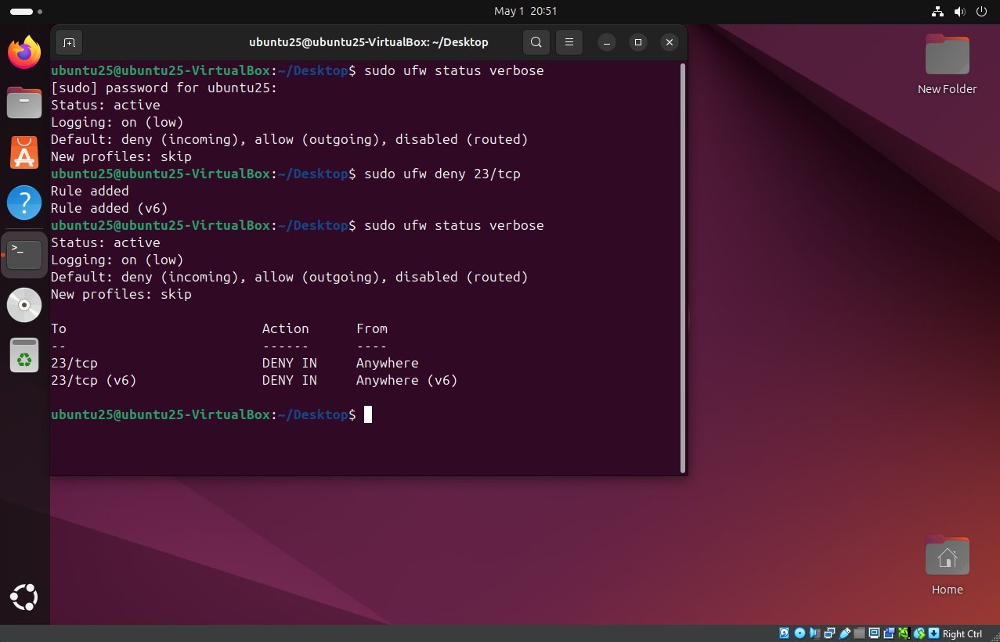 May 1 20:51
ubuntu25@ubuntu25-VirtualBox: ~/Desktop
ubuntu25@ubuntu25-VirtualBox:~/Desktop$ sudo ufw status verbose
[sudo] password for ubuntu25:
Status: active
Logging: on (low)
Default: deny (incoming), allow (outgoing), disabled (routed)
New profiles: skip
ubuntu25@ubuntu25-VirtualBox:~/Desktop$ sudo ufw deny 23/tcp
Rule added
Rule added (v6)
ubuntu25@ubuntu25-VirtualBox:~/Desktop$ sudo ufw status verbose
Status: active
Logging: on (low)
Default: deny (incoming), allow (outgoing), disabled (routed)
New profiles: skip
To                         Action      From
--                         ------      ----
23/tcp                     DENY IN     Anywhere
23/tcp (v6)                DENY IN     Anywhere (v6)
ubuntu25@ubuntu25-VirtualBox:~/Desktop$
New Folder
Home
Right Ctrl